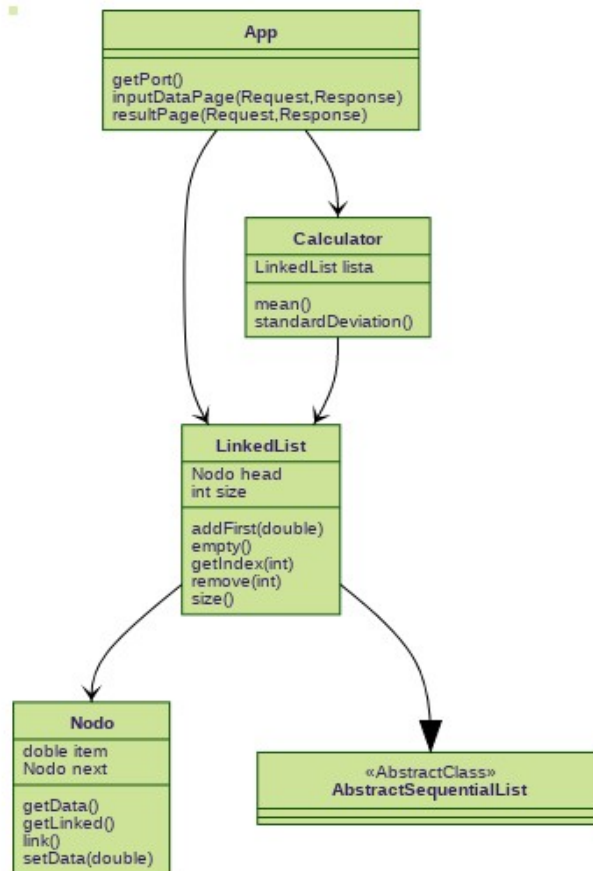 App
getPort()
inputDataPage(Request,Response)
resultPage(Request,Response)
Calculator
LinkedList lista
mean()
standardDeviation()
LinkedList
Nodo head
int size
addFirst(double)
empty()
getIndex(int)
remove(int)
size()
Nodo
doble item
Nodo next
getData()
getLinked()
link()
setData(double)
«AbstractClass»
AbstractSequentialList